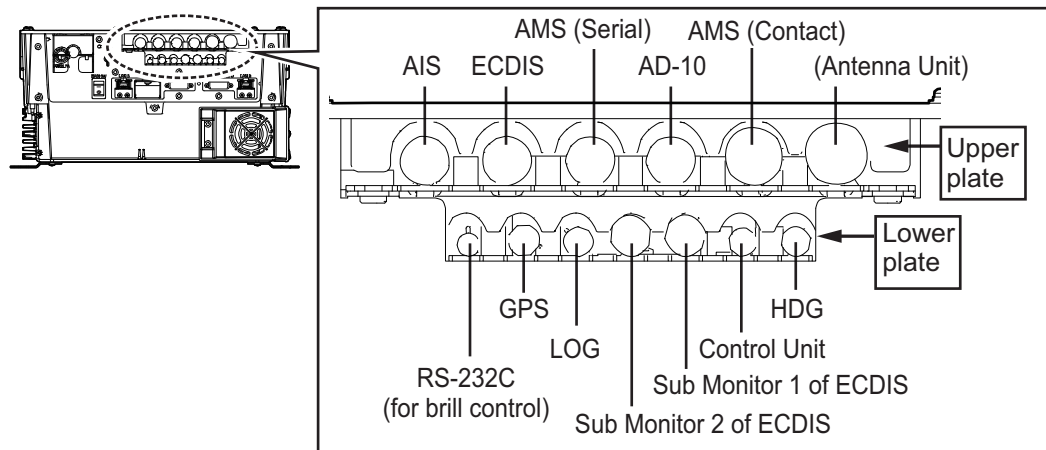 AMS (Serial)
AMS (Contact)
AIS
ECDIS
AD-10
(Antenna Unit)
Upper
plate
Lower
plate
GPS
HDG
LOG
Control Unit
RS-232C
(for brill control)
Sub Monitor 1 of ECDIS
Sub Monitor 2 of ECDIS